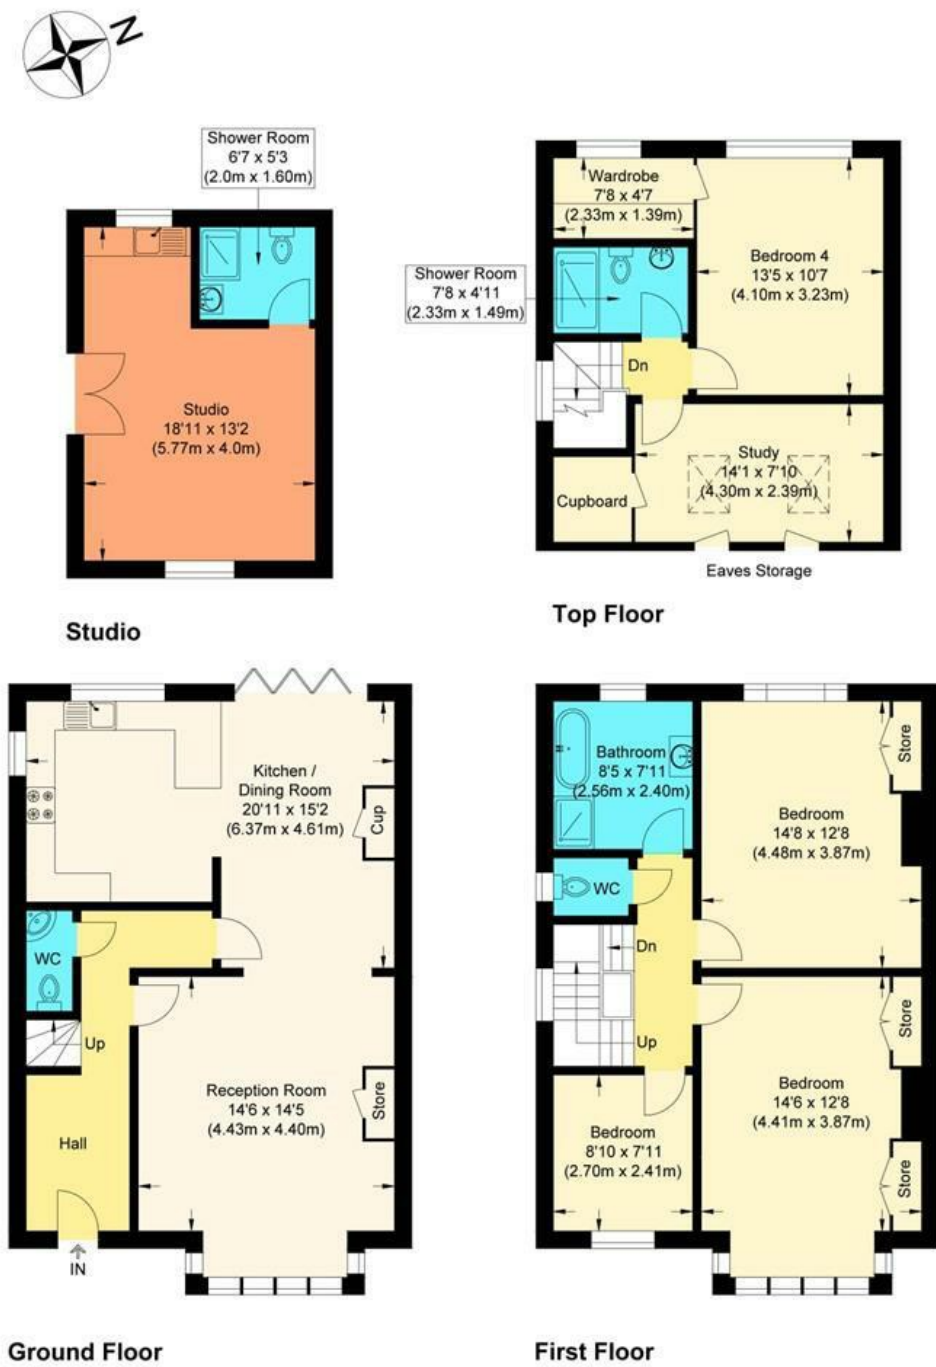 N
Shower Room
6'7 x 5'3
(2.0m x 1.60m)
Studio
18'11 x 13'2
(5.77m x 4.0m)
Studio
Wardrobe
7'8 x 4'7
(2.33m x 1.39m)
Bedroom 4
13'5 x 10'7
(4.10m x 3.23m)
Shower Room
7'8 x 4'11
(2.33m x 1.49m)
Dn
Study
14'1 x 7'10
(4.30m x 2.39m)
Cupboard
Eaves Storage
Top Floor
Kitchen /
Dining Room
20'11 x 15'2
(6.37m x 4.61m)
Cup
WC
Up
Reception Room
14'6 x 14'5
(4.43m x 4.40m)
Store
Hall
IN
Ground Floor
Bathroom
8'5 x 7'11
(2.56m x 2.40m)
Store
Bedroom
14'8 x 12'8
(4.48m x 3.87m)
WC
Dn
Up
Store
Bedroom
14'6 x 12'8
(4.41m x 3.87m)
Bedroom
8'10 x 7'11
(2.70m x 2.41m)
Store
First Floor